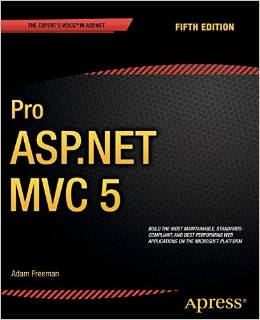 THE EXPERT'S VOICE® IN ASP.NET
FIFTH EDITION
Pro
ASP.NET
MVC 5
BUILD THE MOST MAINTAINABLE, STANDARDS-
COMPLIANT, AND BEST PERFORMING WEB
APPLICATIONS ON THE MICROSOFT PLATFORM
Adam Freeman
Apress®